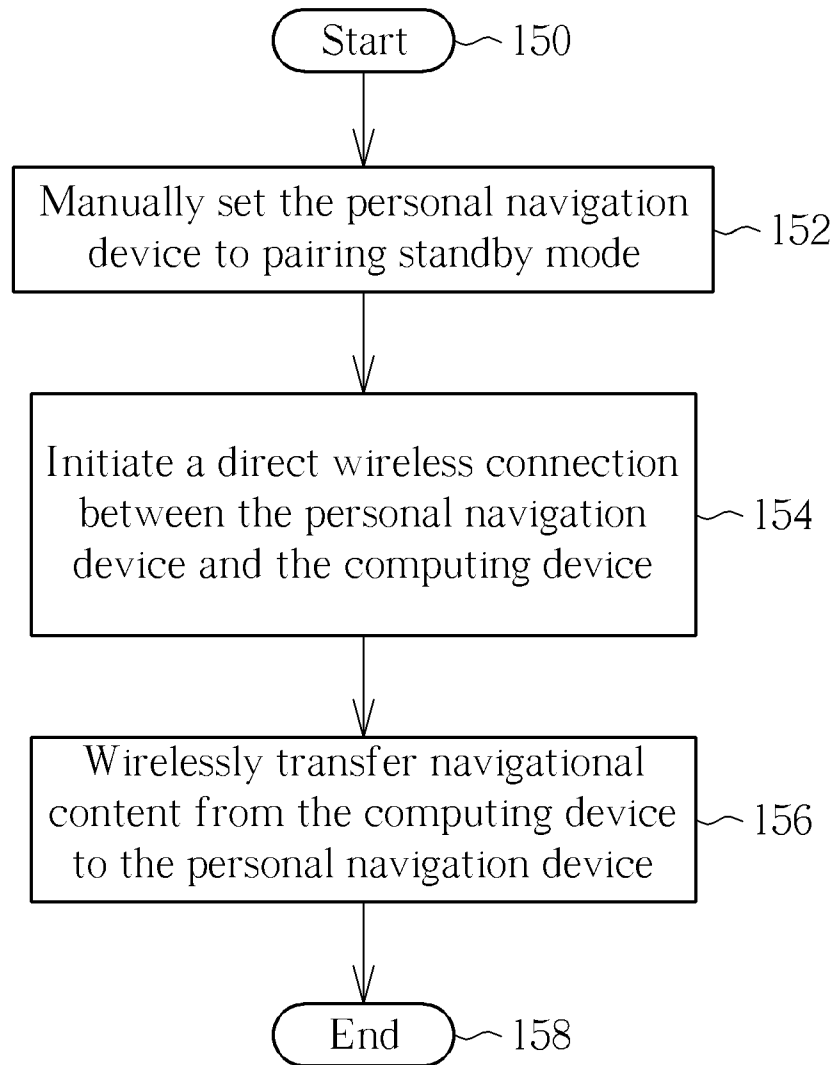 Start
150
Manually set the personal navigation
device to pairing standby mode
152
Initiate a direct wireless connection
between the personal navigation
device and the computing device
154
Wirelessly transfer navigational
content from the computing device
to the personal navigation device
156
End
158